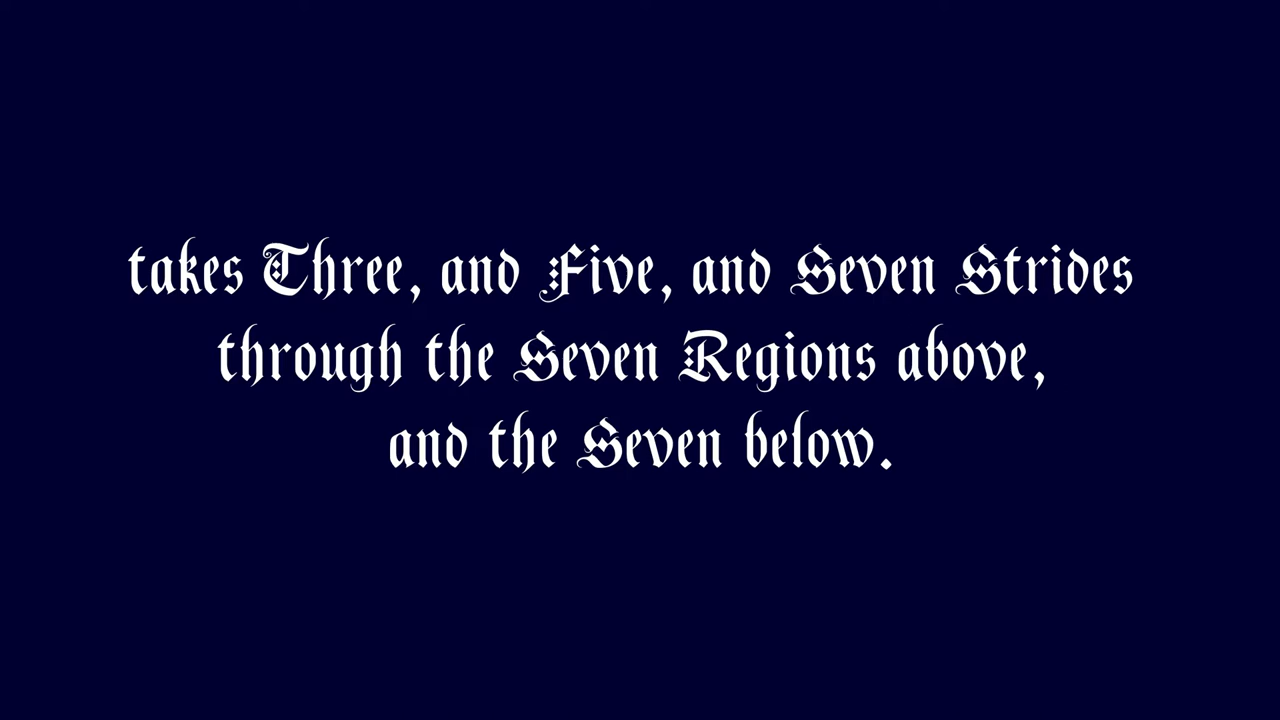 takes Three, and Five, and Seven Strides
through the Seven Regions above,
and the Seven below.